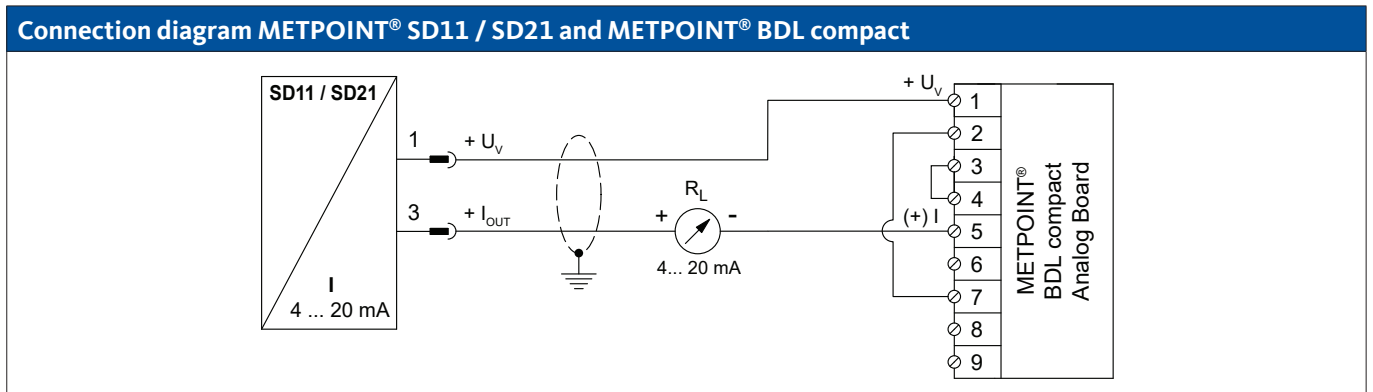 Connection diagram METPOINT® SD11 / SD21 and METPOINT® BDL compact
SD11 / SD21
1
+ Uv
3
+ IOUT
I
4 ... 20 mA
RL
+
-
4... 20 mA
+ Uv
(+) I
1
2
3
4
5
6
7
8
9
METPOINT®
BDL compact
Analog Board